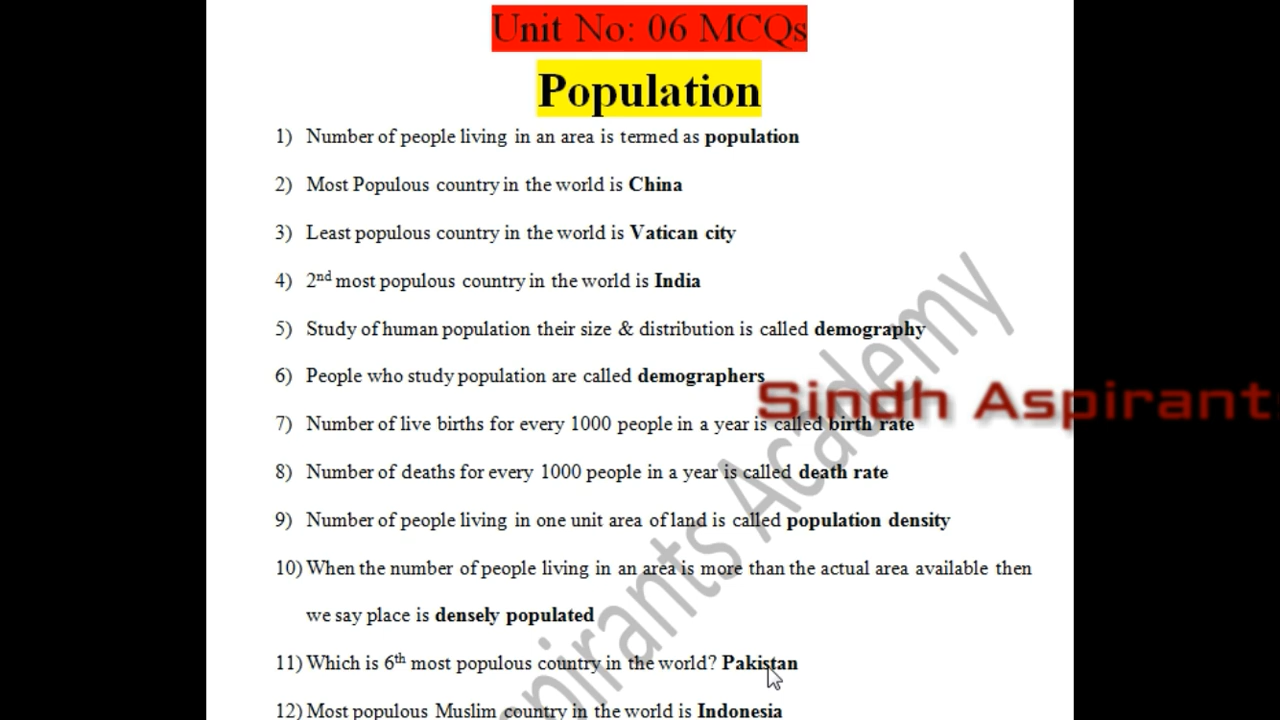 Unit No: 06 MCQs
Population
1) Number of people living in an area is termed as population
2) Most Populous country in the world is China
3) Least populous country in the world is Vatican city
4) 2nd most populous country in the world is India
5) Study of human population their size & distribution is called demography
6) People who study population are called demographers
Sindh Aspirant
7) Number of live births for every 1000 people in a year is called birth rate
8) Number of deaths for every 1000 people in a year is called death rate
9) Number of people living in one unit area of land is called population density
10) When the number of people living in an area is more than the actual area available then
we say place is densely populated
11) Which is 6th most populous country in the world? Pakistan
12) Most populous Muslim country in the world is Indonesia
spirants Academy